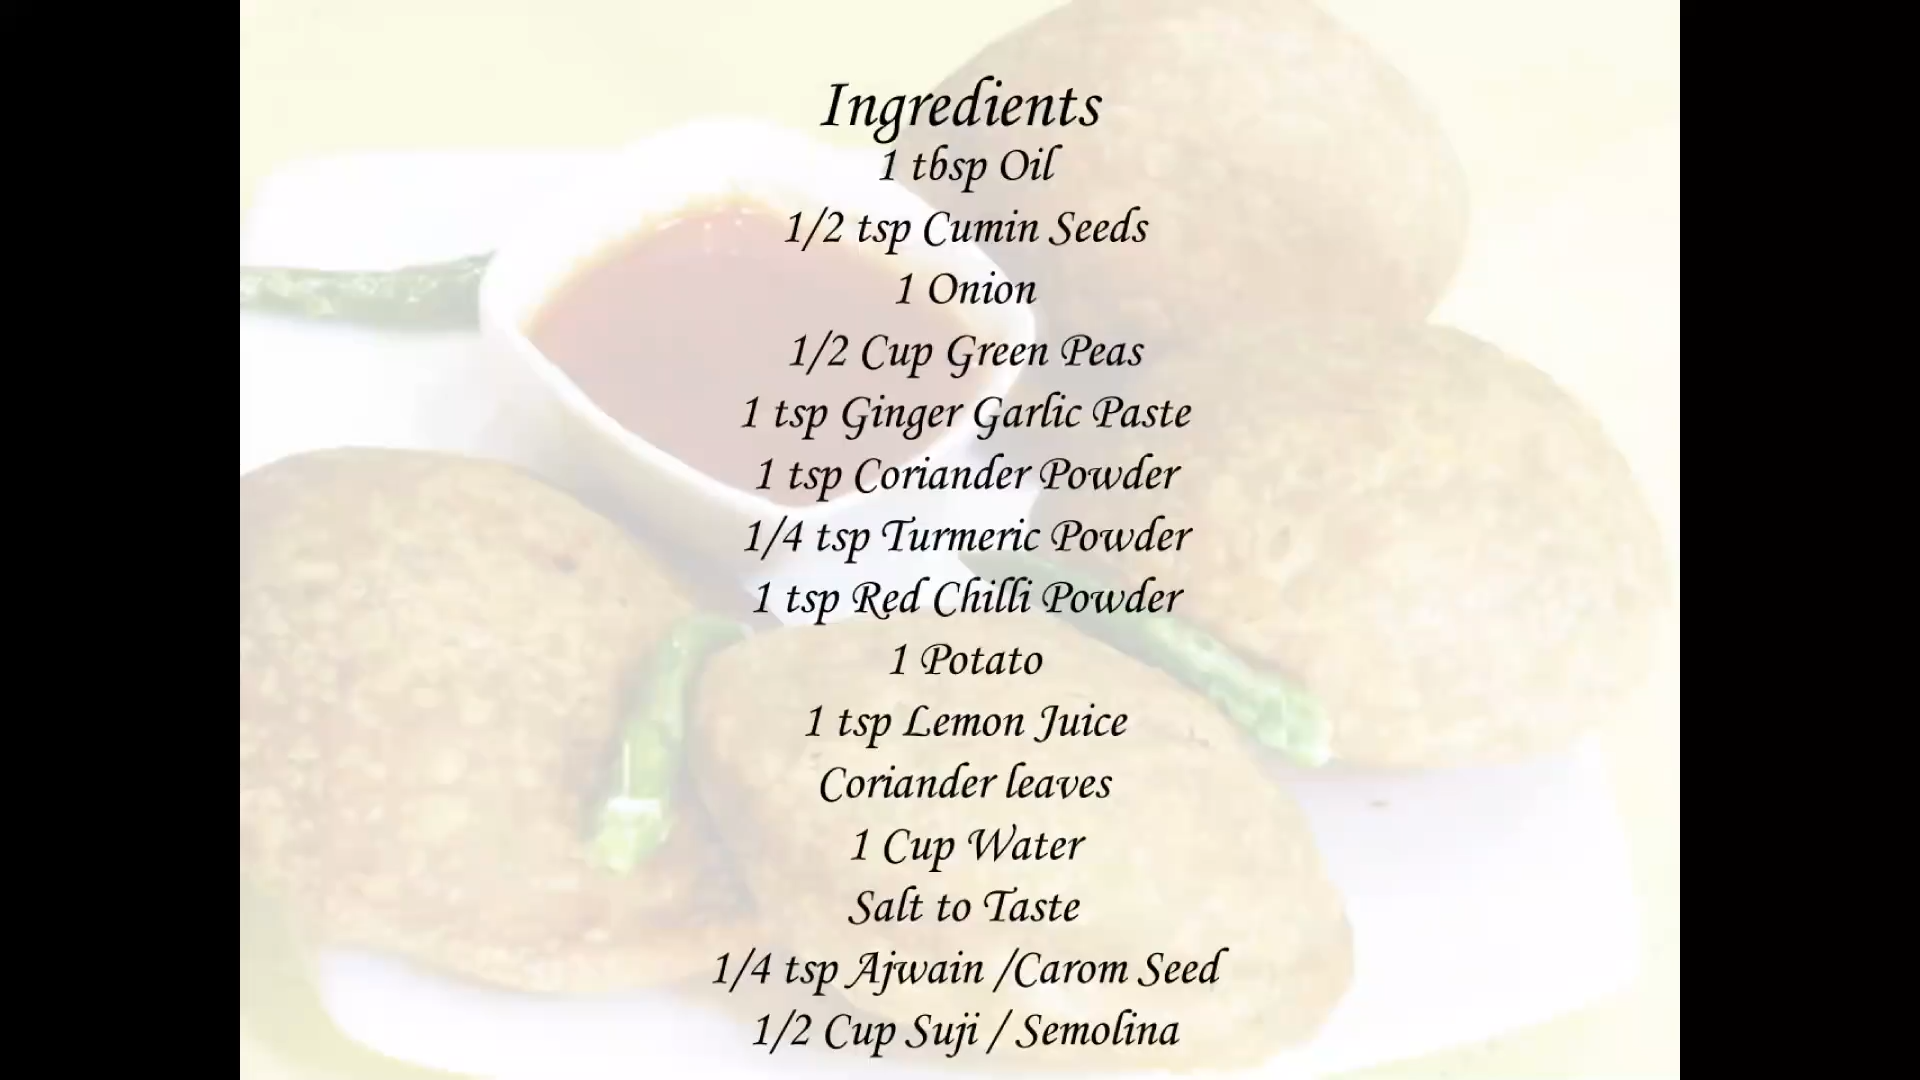 Ingredients
1 tbsp Oil
1/2 tsp Cumin Seeds
1 Onion
1/2 Cup Green Peas
1 tsp Ginger Garlic Paste
1 tsp Coriander Powder
1/4 tsp Turmeric Powder
1 tsp Red Chilli Powder
1 Potato
1 tsp Lemon Juice
Coriander leaves
1 Cup Water
Salt to Taste
1/4 tsp Ajwain /Carom Seed
1/2 Cup Suji / Semolina